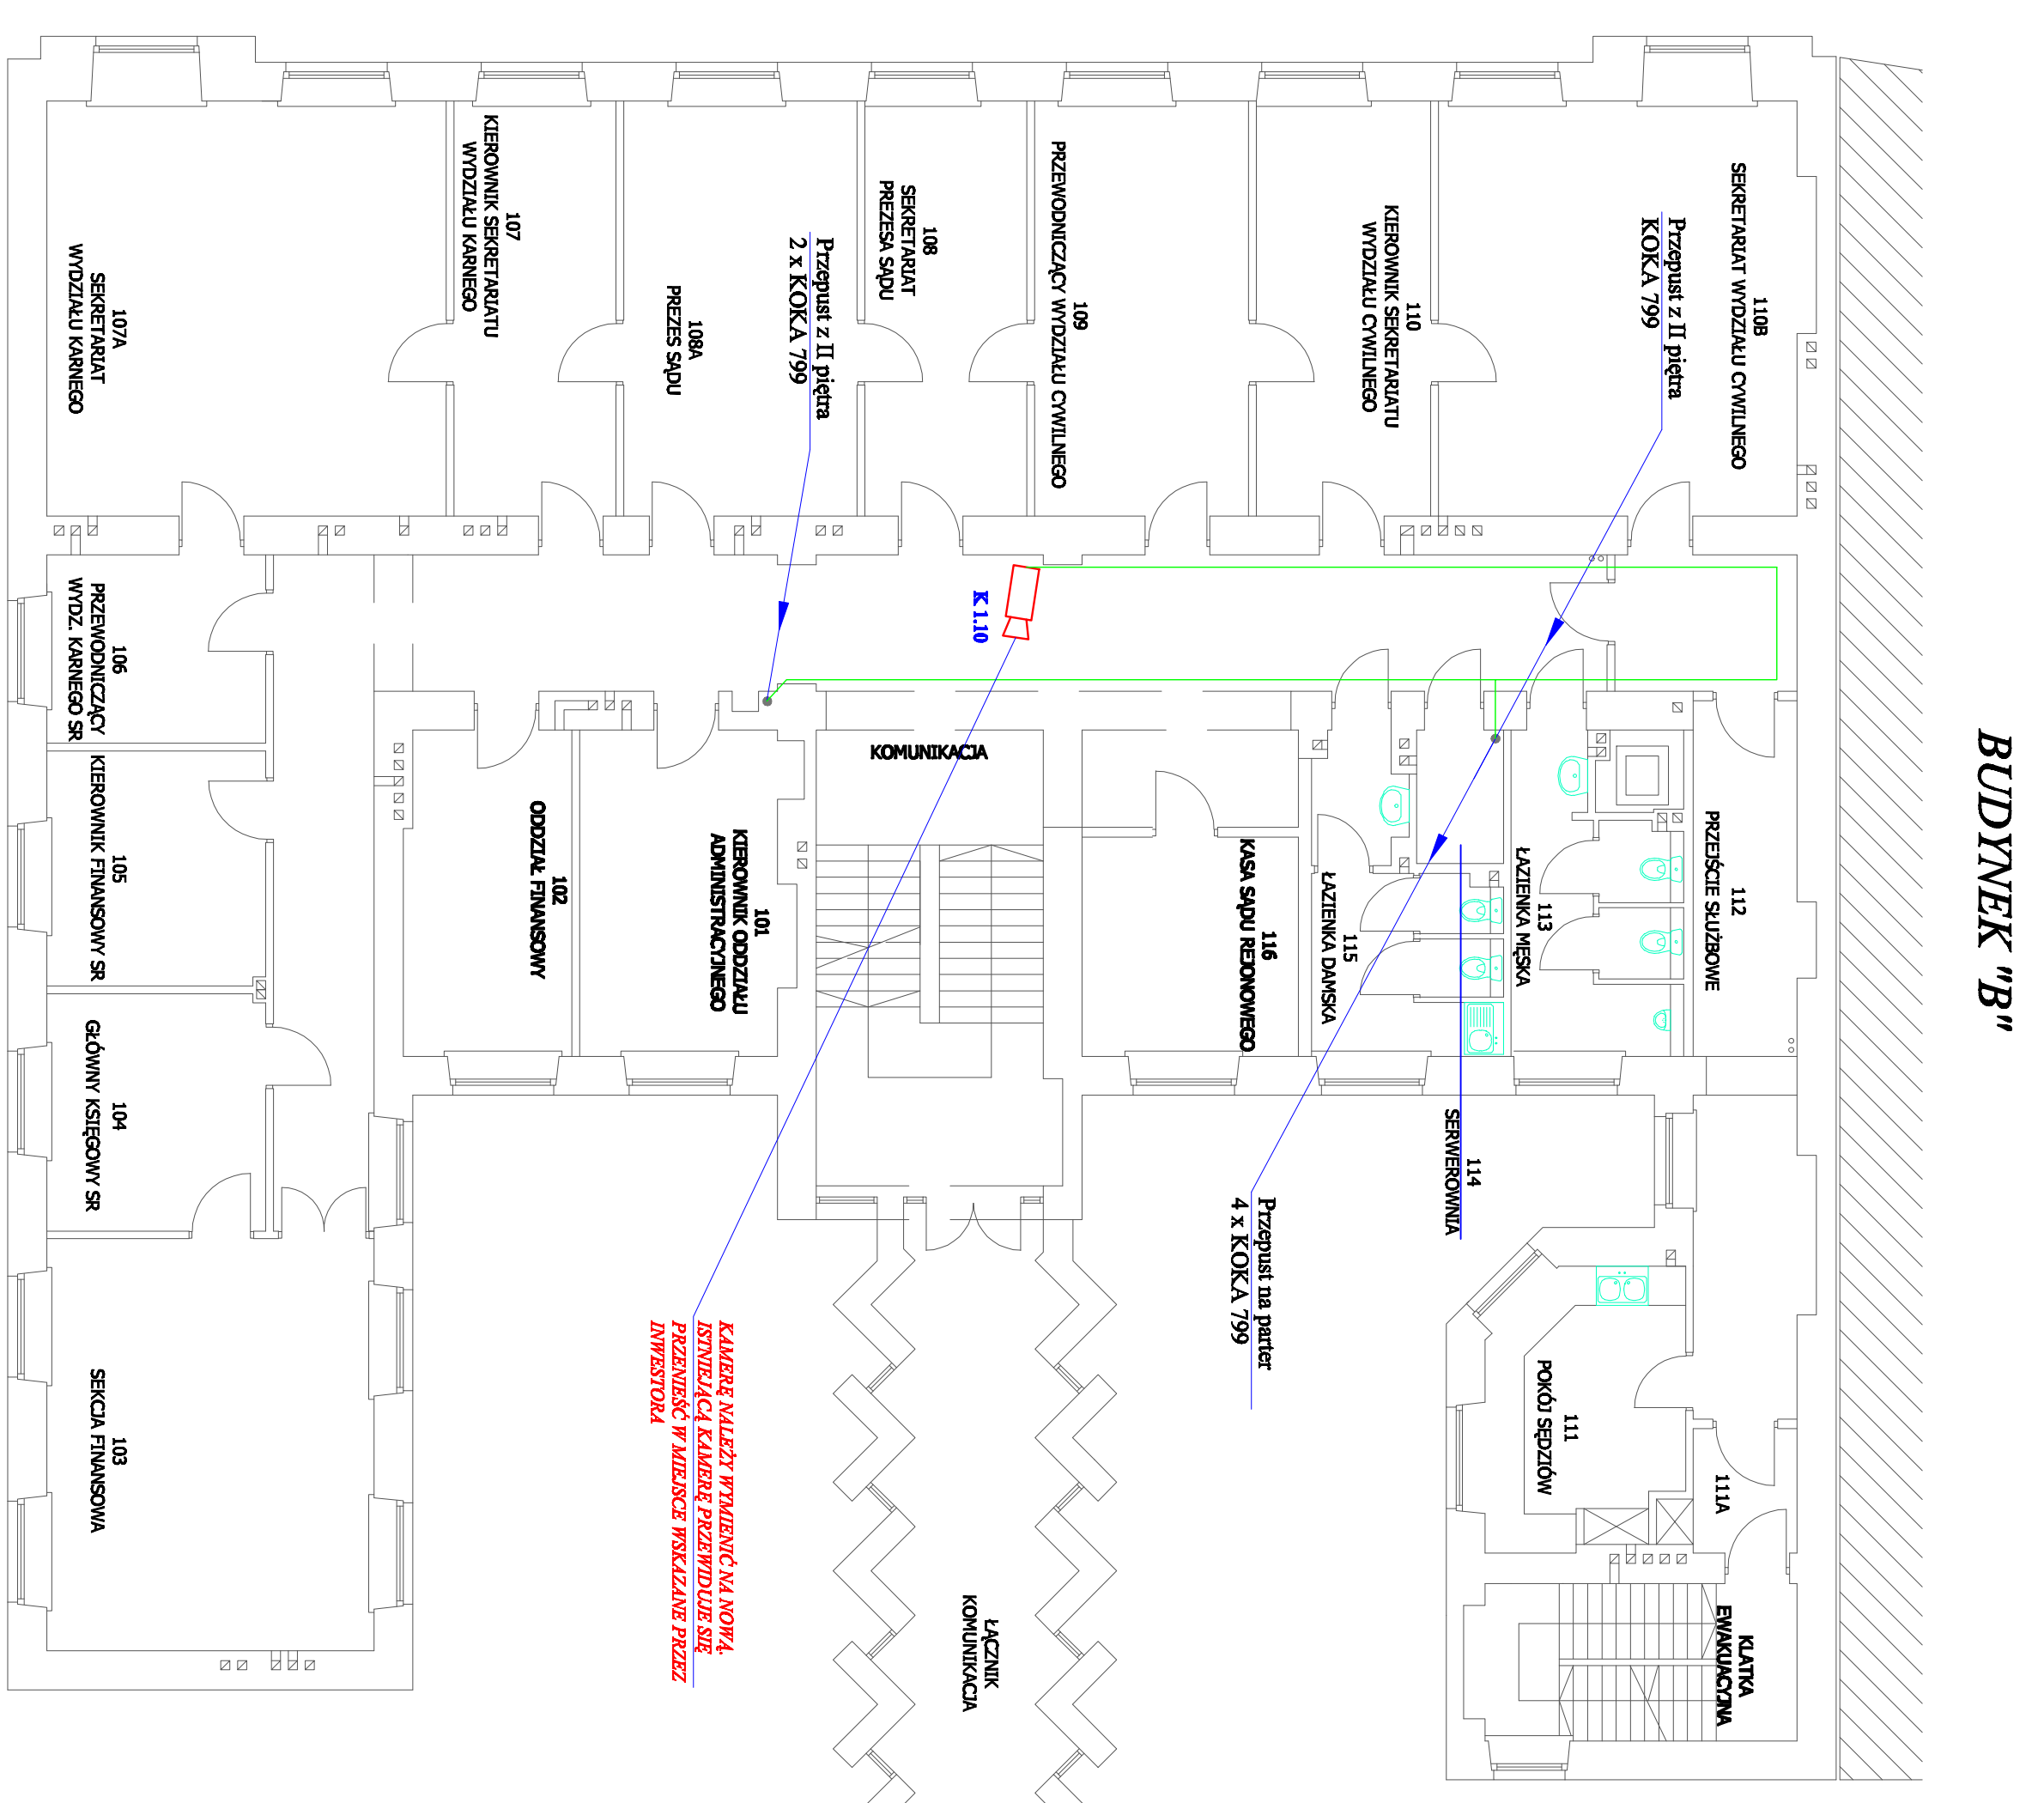 BUDYNEK "B"
110B
SEKRETARIAT WYDZIAŁU CYWILNEGO
Przepust z II piętra
KOKA 799
110
KIEROWNIK SEKRETARIATU
WYDZIAŁU CYWILNEGO
109
PRZEWODNICZĄCY WYDZIAŁU CYWILNEGO
108
SEKRETARIAT
PREZESA SĄDU
Przepust z II piętra
2 x KOKA 799
108A
PREZES SĄDU
107
KIEROWNIK SEKRETARIATU
WYDZIAŁU KARNEGO
107A
SEKRETARIAT
WYDZIAŁU KARNEGO
K 1.10
106
PRZEWODNICZĄCY
WYDZ. KARNEGO SR
105
KIEROWNIK FINANSOWY SR
104
GŁÓWNY KSIĘGOWY SR
103
SEKCJA FINANSOWA
102
ODDZIAŁ FINANSOWY
101
KIEROWNIK ODDZIAŁU
ADMINISTRACYJNEGO
KOMUNIKACJA
116
KASA SĄDU REJONOWEGO
115
ŁAZIENKA DAMSKA
113
ŁAZIENKA MĘSKA
112
PRZEJŚCIE SŁUŻBOWE
114
SERWEROWNIA
Przepust na parter
4 x KOKA 799
111
POKÓJ SĘDZIÓW
111A
KLATKA
EWAKUACYJNA
KAMERĘ NALEŻY WYMIENIĆ NA NOWĄ.
ISTNIEJĄCĄ KAMERĘ PRZEWIDUJE SIĘ
PRZENIEŚĆ W MIEJSCE WSKAZANE PRZEZ
INWESTORA
ŁĄCZNIK
KOMUNIKACJA